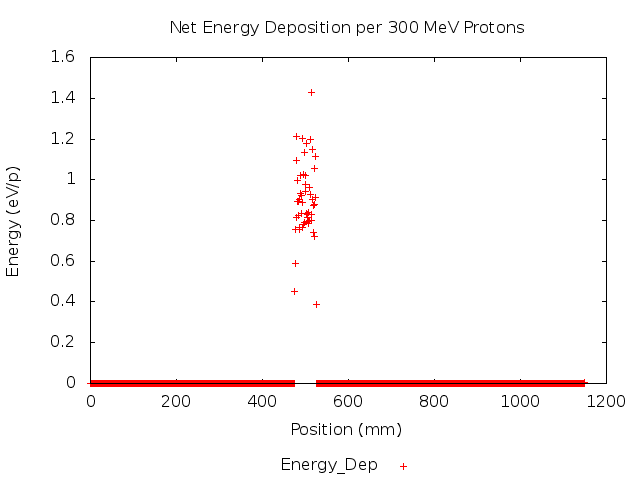 Net Energy Deposition per 300 MeV Protons
1.6
1.4
1.2
1
0.8
0.6
0.4
0.2
0
Energy (eV/p)
0 200 400 600 800 1000 1200
Position (mm)
Energy_Dep